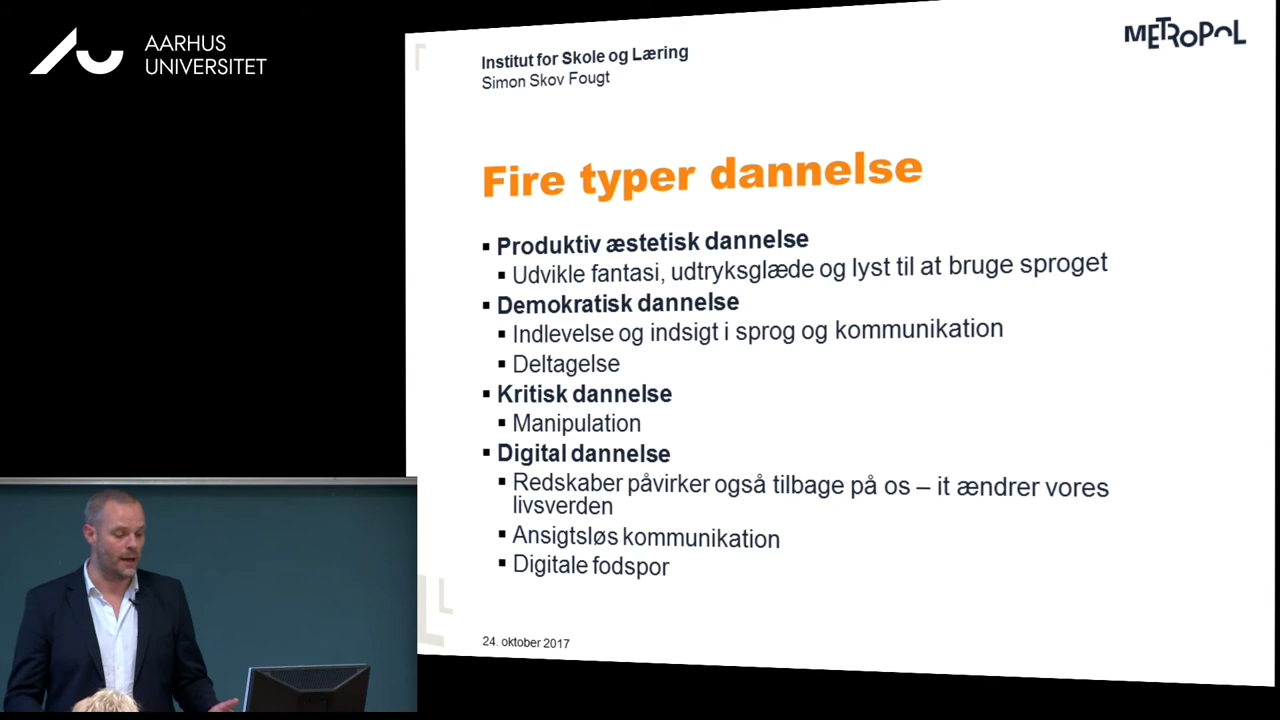 AARHUS
UNIVERSITET
METROPOL
Institut for Skole og Læring
Simon Skov Fougt
Fire typer dannelse
▪ Produktiv æstetisk dannelse
▪ Udvikle fantasi, udtryksglæde og lyst til at bruge sproget
▪ Demokratisk dannelse
▪ Indlevelse og indsigt i sprog og kommunikation
▪ Deltagelse
▪ Kritisk dannelse
▪ Manipulation
▪ Digital dannelse
▪ Redskaber påvirker også tilbage på os – it ændrer vores
livsverden
▪ Ansigtsløs kommunikation
▪ Digitale fodspor
24. oktober 2017